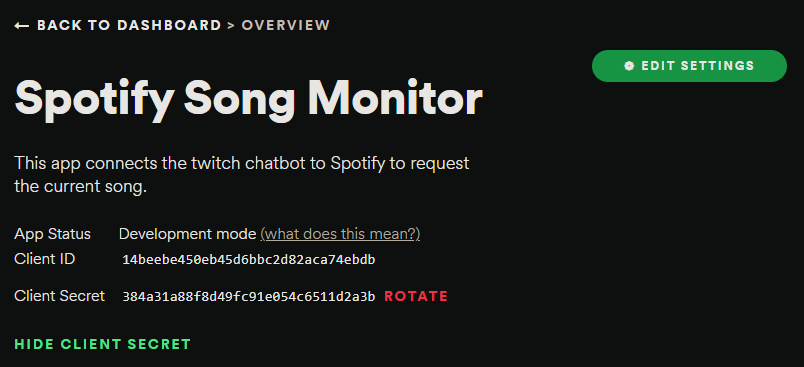 ← BACK TO DASHBOARD > OVERVIEW
EDIT SETTINGS
Spotify Song Monitor
This app connects the twitch chatbot to Spotify to request
the current song.
App Status Development mode (what does this mean?)
Client ID 14beebe450eb45d6bbc2d82aca74ebdb
Client Secret 384a31a88f8d49fc91e054c6511d2a3b ROTATE
HIDE CLIENT SECRET